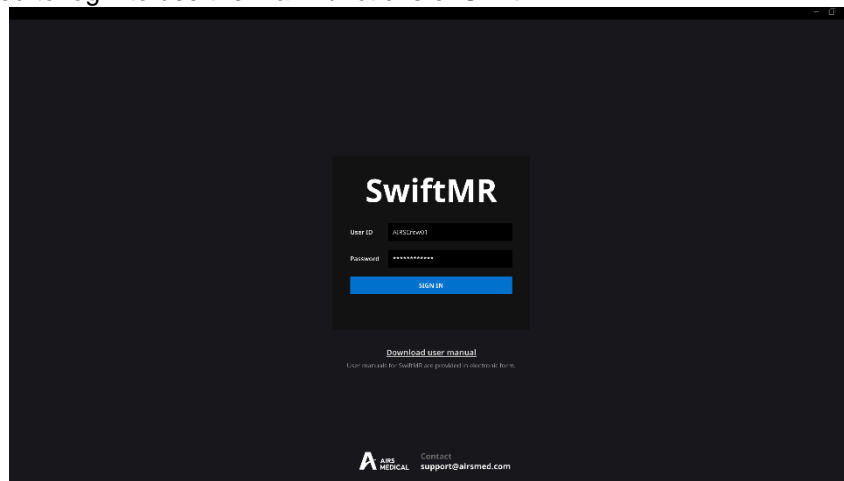 SwiftMR
User ID AIRSCrew01
Password ************
SIGN IN
Download user manual
User manuals for SwiftMR are provided in electronic form.
AIRS
MEDICAL
Contact
support@airsmed.com